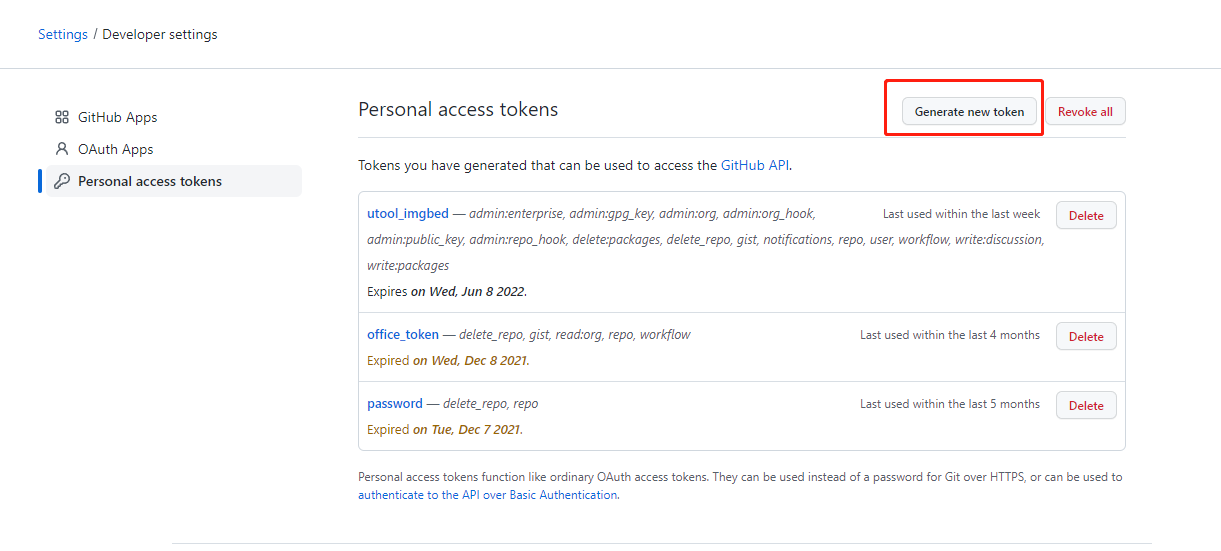 Settings / Developer settings
GitHub Apps
OAuth Apps
Personal access tokens
Personal access tokens
Generate new token
Revoke all
Tokens you have generated that can be used to access the GitHub API.
utool_imgbed — admin:enterprise, admin:gpg_key, admin:org, admin:org_hook,
Last used within the last week
Delete
admin:public_key, admin:repo_hook, delete:packages, delete_repo, gist, notifications, repo, user, workflow, write:discussion,
write:packages
Expires on Wed, Jun 8 2022.
office_token — delete_repo, gist, read:org, repo, workflow
Last used within the last 4 months
Delete
Expired on Wed, Dec 8 2021.
password — delete_repo, repo
Last used within the last 5 months
Delete
Expired on Tue, Dec 7 2021.
Personal access tokens function like ordinary OAuth access tokens. They can be used instead of a password for Git over HTTPS, or can be used to
authenticate to the API over Basic Authentication.